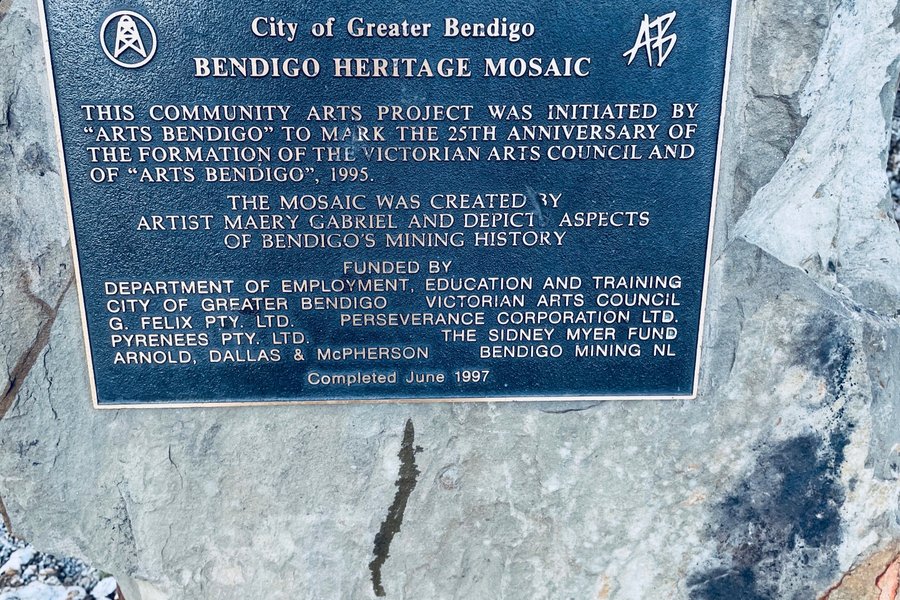 City of Greater Bendigo
AB
BENDIGO HERITAGE MOSAIC
THIS COMMUNITY ARTS PROJECT WAS INITIATED BY
"ARTS BENDIGO" TO MARK THE 25TH ANNIVERSARY OF
THE FORMATION OF THE VICTORIAN ARTS COUNCIL AND
OF "ARTS BENDIGO", 1995.
THE MOSAIC WAS CREATED BY
ARTIST MAERY GABRIEL AND DEPICTS ASPECTS
OF BENDIGO'S MINING HISTORY
FUNDED BY
DEPARTMENT OF EMPLOYMENT, EDUCATION AND TRAINING
CITY OF GREATER BENDIGO VICTORIAN ARTS COUNCIL
G. FELIX PTY. LTD. PERSEVERANCE CORPORATION LTD.
PYRENEES PTY. LTD. THE SIDNEY MYER FUND
ARNOLD, DALLAS & McPHERSON BENDIGO MINING NL
Completed June 1997